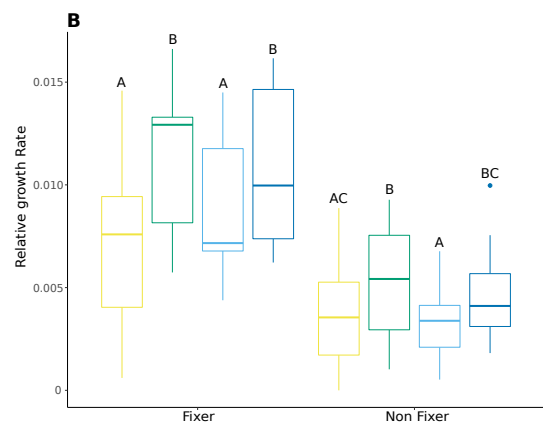 B
Relative growth Rate
0.015
0.010
0.005
0
A
B
A
B
AC
B
A
BC
Fixer
Non Fixer